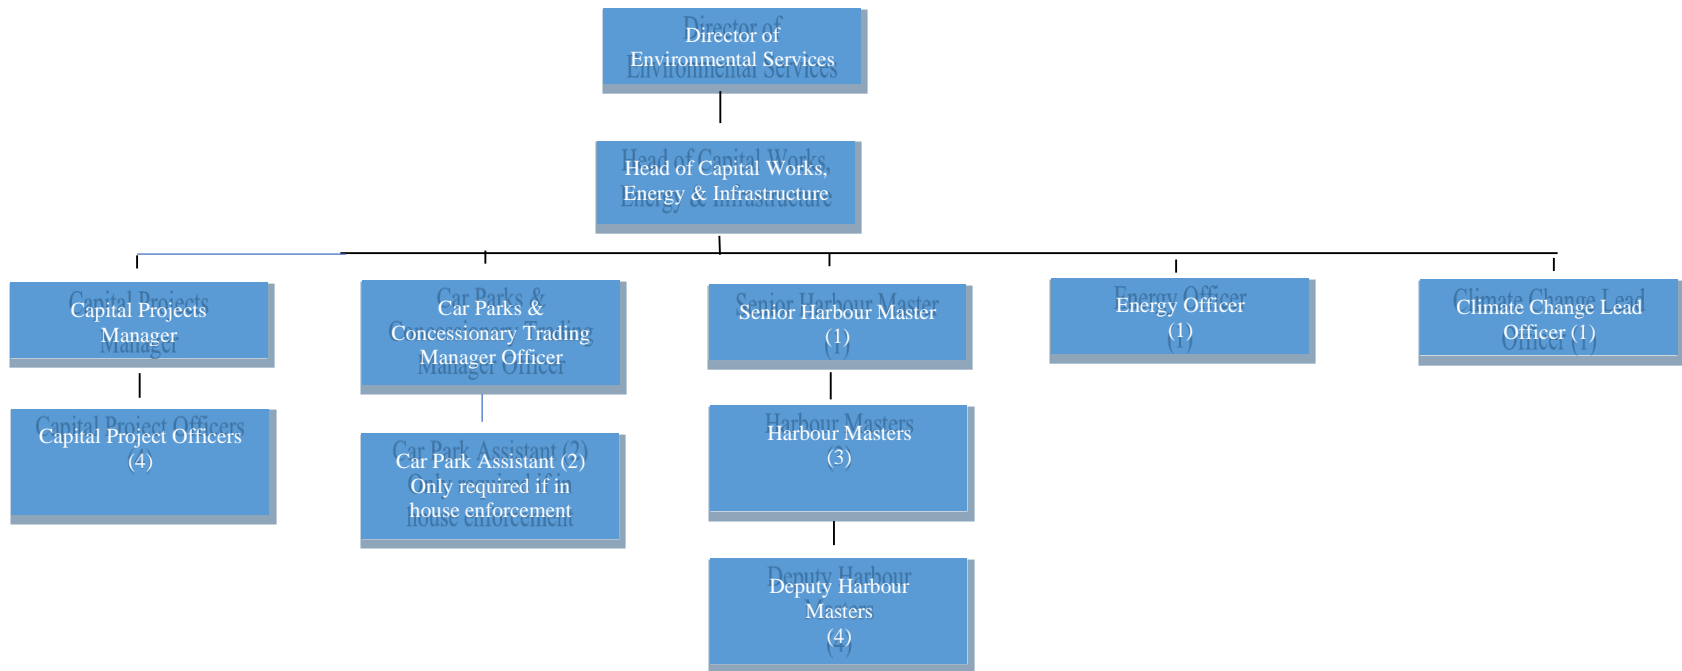 Director of
Environmental Services
Head of Capital Works,
Energy & Infrastructure
Capital Projects
Manager
Car Parks &
Concessionary Trading
Manager Officer
Senior Harbour Master
(1)
Energy Officer
(1)
Climate Change Lead
Officer (1)
Capital Project Officers
(4)
Car Park Assistant (2)
Only required if in
house enforcement
Harbour Masters
(3)
Deputy Harbour
Masters
(4)